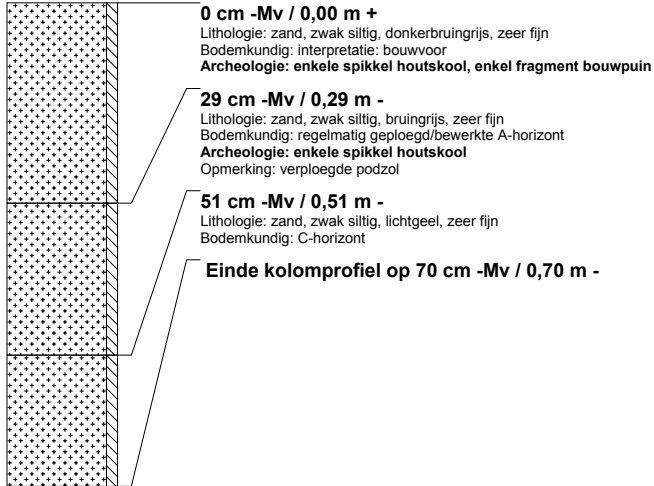 0 cm -Mv / 0,00 m +
Lithologie: zand, zwak siltig, donkerbruingrijs, zeer fijn
Bodemkundig: interpretatie: bouwvoor
Archeologie: enkele spikkel houtskool, enkel fragment bouwpuin
29 cm -Mv / 0,29 m -
Lithologie: zand, zwak siltig, bruingrijs, zeer fijn
Bodemkundig: regelmatig geploegd/bewerkte A-horizont
Archeologie: enkele spikkel houtskool
Opmerking: verploegde podzol
51 cm -Mv / 0,51 m -
Lithologie: zand, zwak siltig, lichtgeel, zeer fijn
Bodemkundig: C-horizont
Einde kolomprofiel op 70 cm -Mv / 0,70 m -